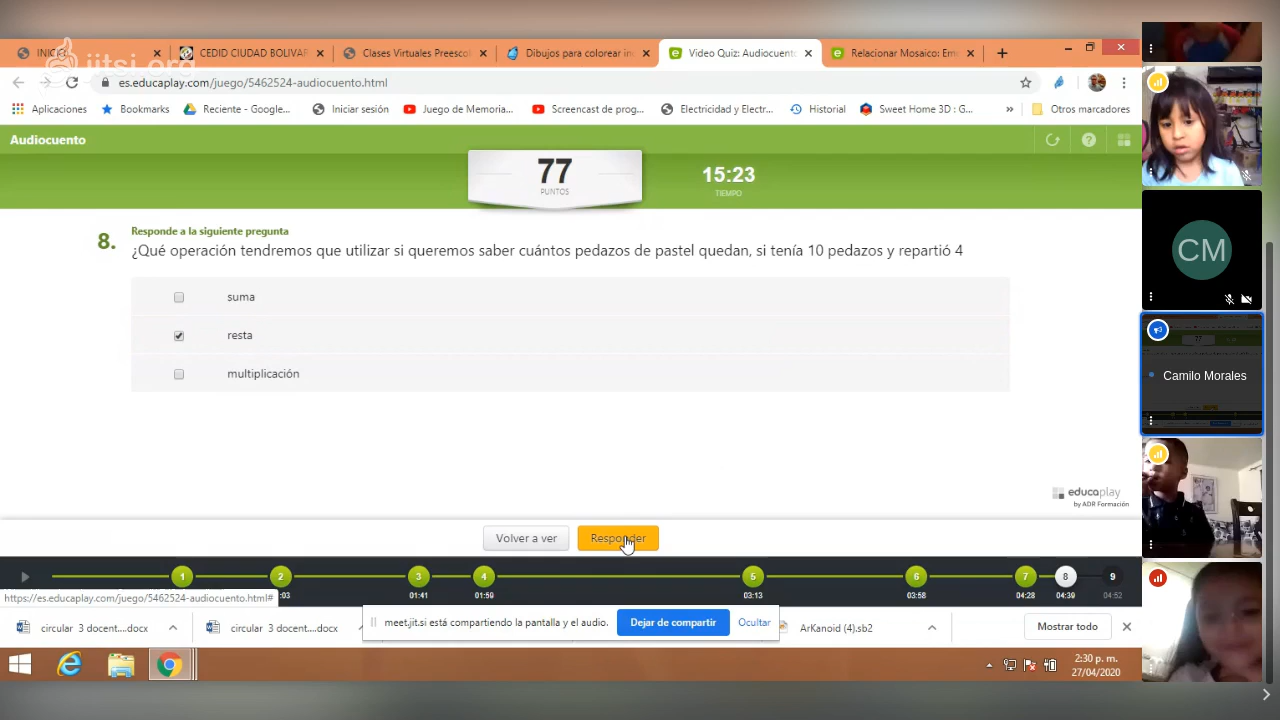 INICI
CEDID CIUDAD BOLIVAR
Clases Virtuales Preescol
Dibujos para colorear in
Video Quiz: Audiocuento
Relacionar Mosaico: Em
jitsi.org
es.educaplay.com/juego/5462524-audiocuento.html
Aplicaciones
Bookmarks
Reciente - Google...
Iniciar sesión
Juego de Memoria...
Screencast de prog...
Electricidad y Electr...
Historial
Sweet Home 3D : G...
»
Otros marcadores
Audiocuento
77
PUNTOS
15:23
TIEMPO
8.
Responde a la siguiente pregunta
¿Qué operación tendremos que utilizar si queremos saber cuántos pedazos de pastel quedan, si tenía 10 pedazos y repartió 4
suma
resta
multiplicación
educaplay
by ADR Formación
Volver a ver
Responder
1 2 3 4 5 6 7 8 9
:03 01:41 01:59 03:13 03:58 04:28 04:39 04:52
https://es.educaplay.com/juego/5462524-audiocuento.html#
circular 3 docent....docx
circular 3 docent....docx
meet.jit.si está compartiendo la pantalla y el audio.
Dejar de compartir
Ocultar
ArKanoid (4).sb2
Mostrar todo
2:30 p. m.
27/04/2020
CM
77
Camilo Morales